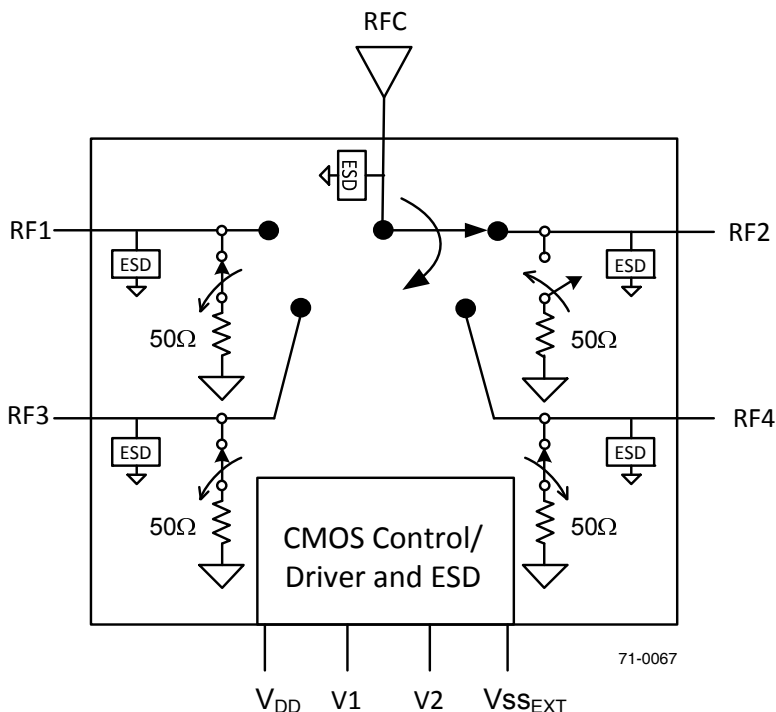 RFC
ESD
RF1
RF2
ESD
ESD
50Ω
50Ω
RF3
RF4
ESD
ESD
50Ω
50Ω
CMOS Control/
Driver and ESD
71-0067
VDD V1 V2 VssEXT